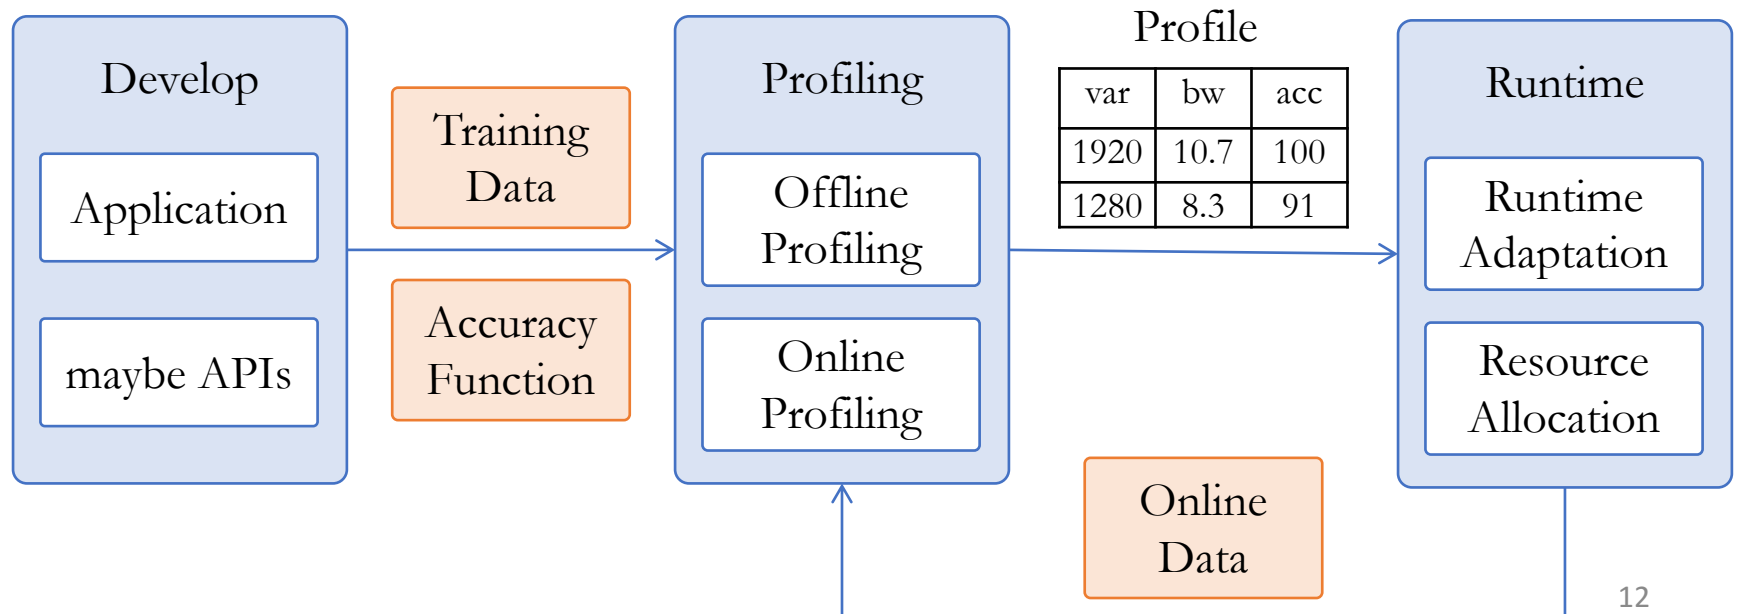 Develop
Application
maybe APIs
Training
Data
Accuracy
Function
Profiling
Offline
Profiling
Online
Profiling
Profile
var bw acc
1920 10.7 100
1280 8.3 91
Online
Data
Runtime
Runtime
Adaptation
Resource
Allocation
12